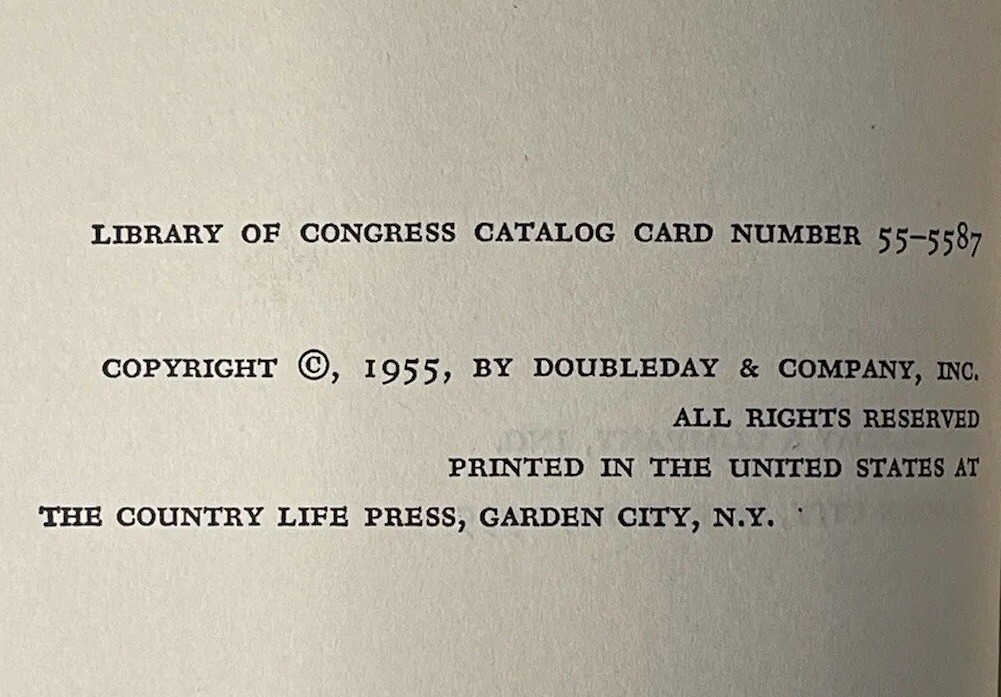 LIBRARY OF CONGRESS CATALOG CARD NUMBER 55–5587
COPYRIGHT ©, 1955, BY DOUBLEDAY & COMPANY, INC.
ALL RIGHTS RESERVED
PRINTED IN THE UNITED STATES AT
THE COUNTRY LIFE PRESS, GARDEN CITY, N.Y.